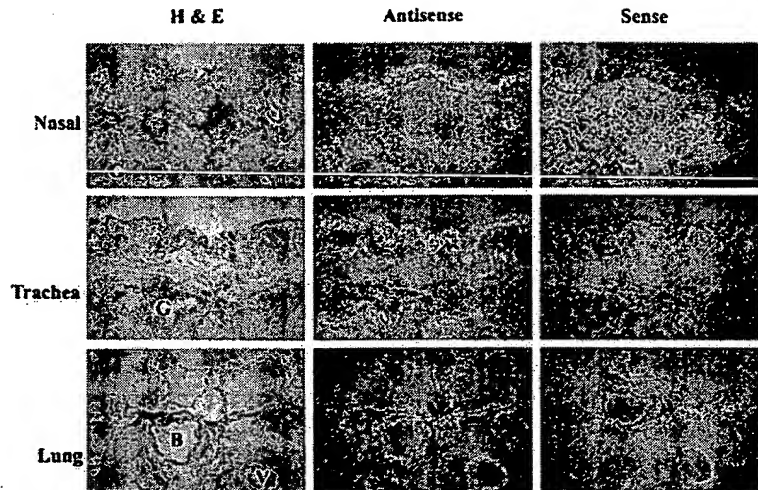 H & E Antisense Sense
Nasal
G
Trachea
G
Lung
B
V